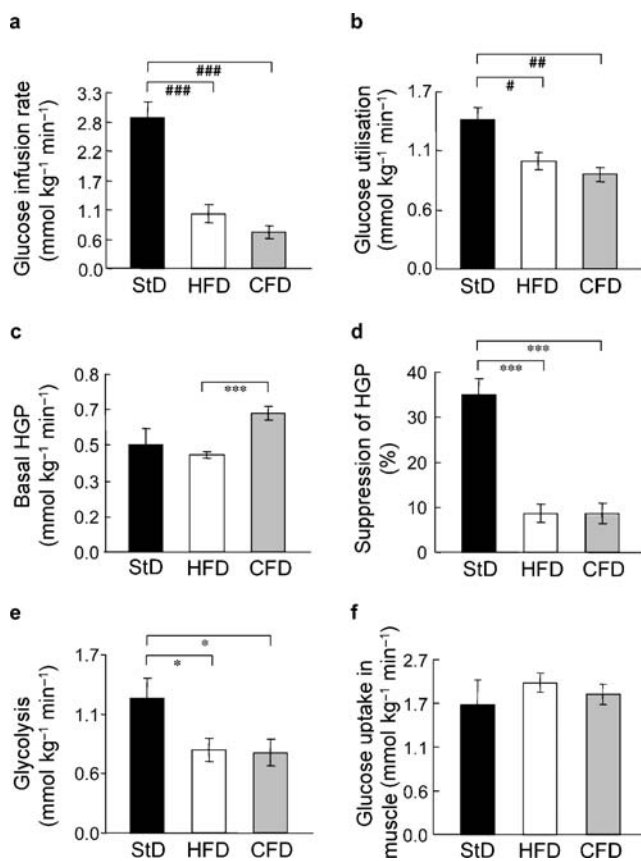 a
###
###
Glucose infusion rate
(mmol kg⁻¹ min⁻¹)
3.3
2.8
2.2
1.7
1.1
0.6
0.0
StD HFD CFD
b
##
#
Glucose utilisation
(mmol kg⁻¹ min⁻¹)
1.7
1.1
0.6
0.0
StD HFD CFD
c
***
Basal HGP
(mmol kg⁻¹ min⁻¹)
0.8
0.7
0.5
0.3
0.2
0.0
StD HFD CFD
d
***
***
Suppression of HGP
(%)
40
30
20
10
0
StD HFD CFD
e
*
*
Glycolysis
(mmol kg⁻¹ min⁻¹)
1.7
1.1
0.6
0.0
StD HFD CFD
f
Glucose uptake in
muscle (mmol kg⁻¹ min⁻¹)
2.7
1.7
1.1
0.6
0.0
StD HFD CFD